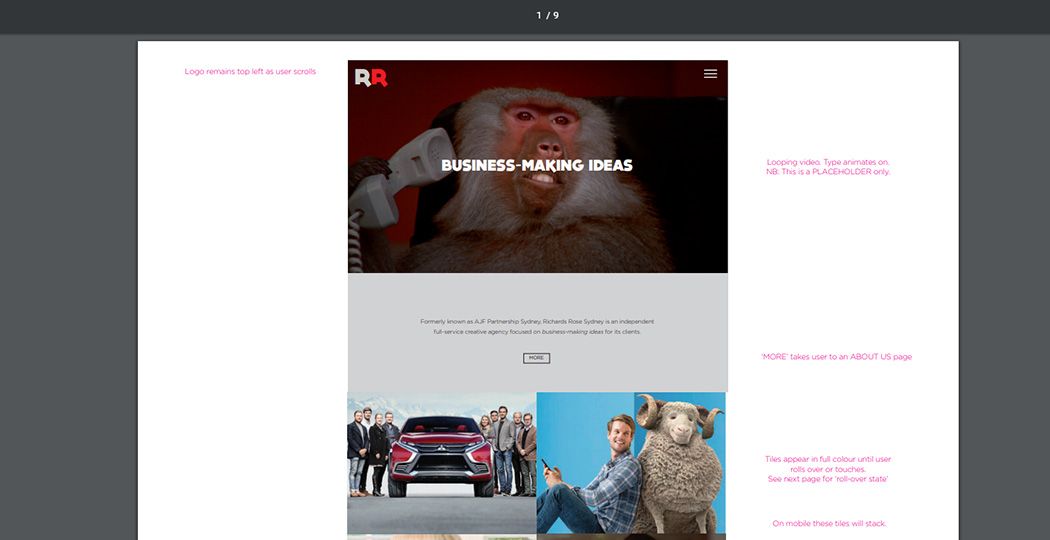 1 / 9
Logo remains top left as user scrolls
RR
BUSINESS-MAKING IDEAS
Looping video. Type animates on.
NB. This is a PLACEHOLDER only.
Formerly known as AJF Partnership Sydney, Richards Rose Sydney is an independent
full-service creative agency focused on business-making ideas for its clients.
MORE
'MORE' takes user to an ABOUT US page
Tiles appear in full colour until user
rolls over or touches.
See next page for 'roll-over state'
On mobile these tiles will stack.